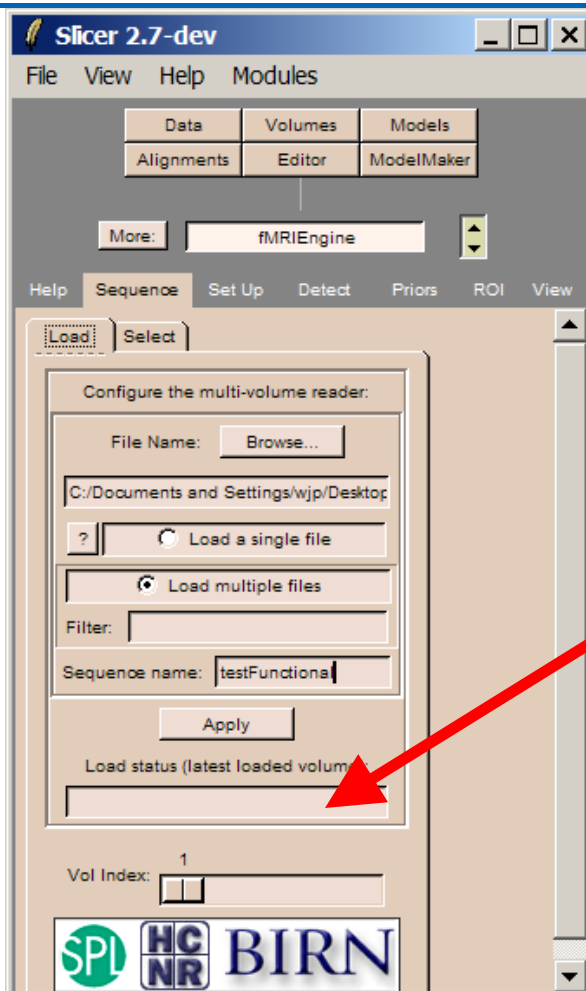 Slicer 2.7-dev
File View Help Modules
Data Volumes Models
Alignments Editor ModelMaker
More: fMRIEngine
Help Sequence Set Up Detect Priors ROI View
Load Select
Configure the multi-volume reader:
File Name: Browse...
C:/Documents and Settings/wjp/Desktop
? Load a single file
Load multiple files
Filter:
Sequence name: testFunctional
Apply
Load status (latest loaded volume
1
Vol Index:
SPL HC NR BIRN